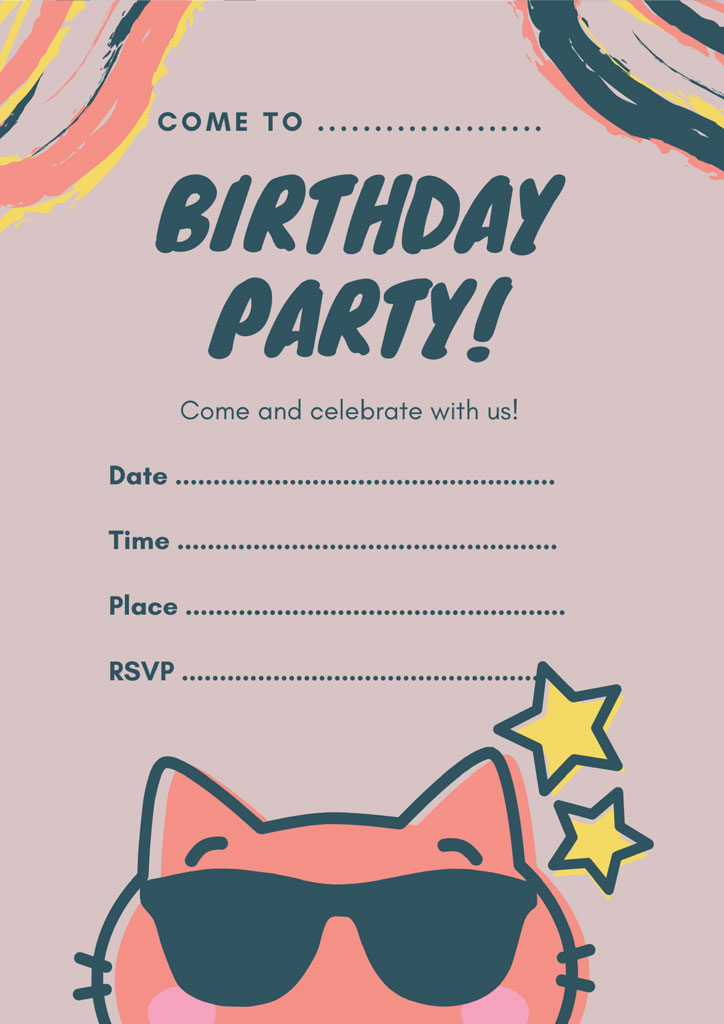 COME TO ....................
BIRTHDAY
PARTY!
Come and celebrate with us!
Date ..................................................
Time ..................................................
Place ..................................................
RSVP ...............................................